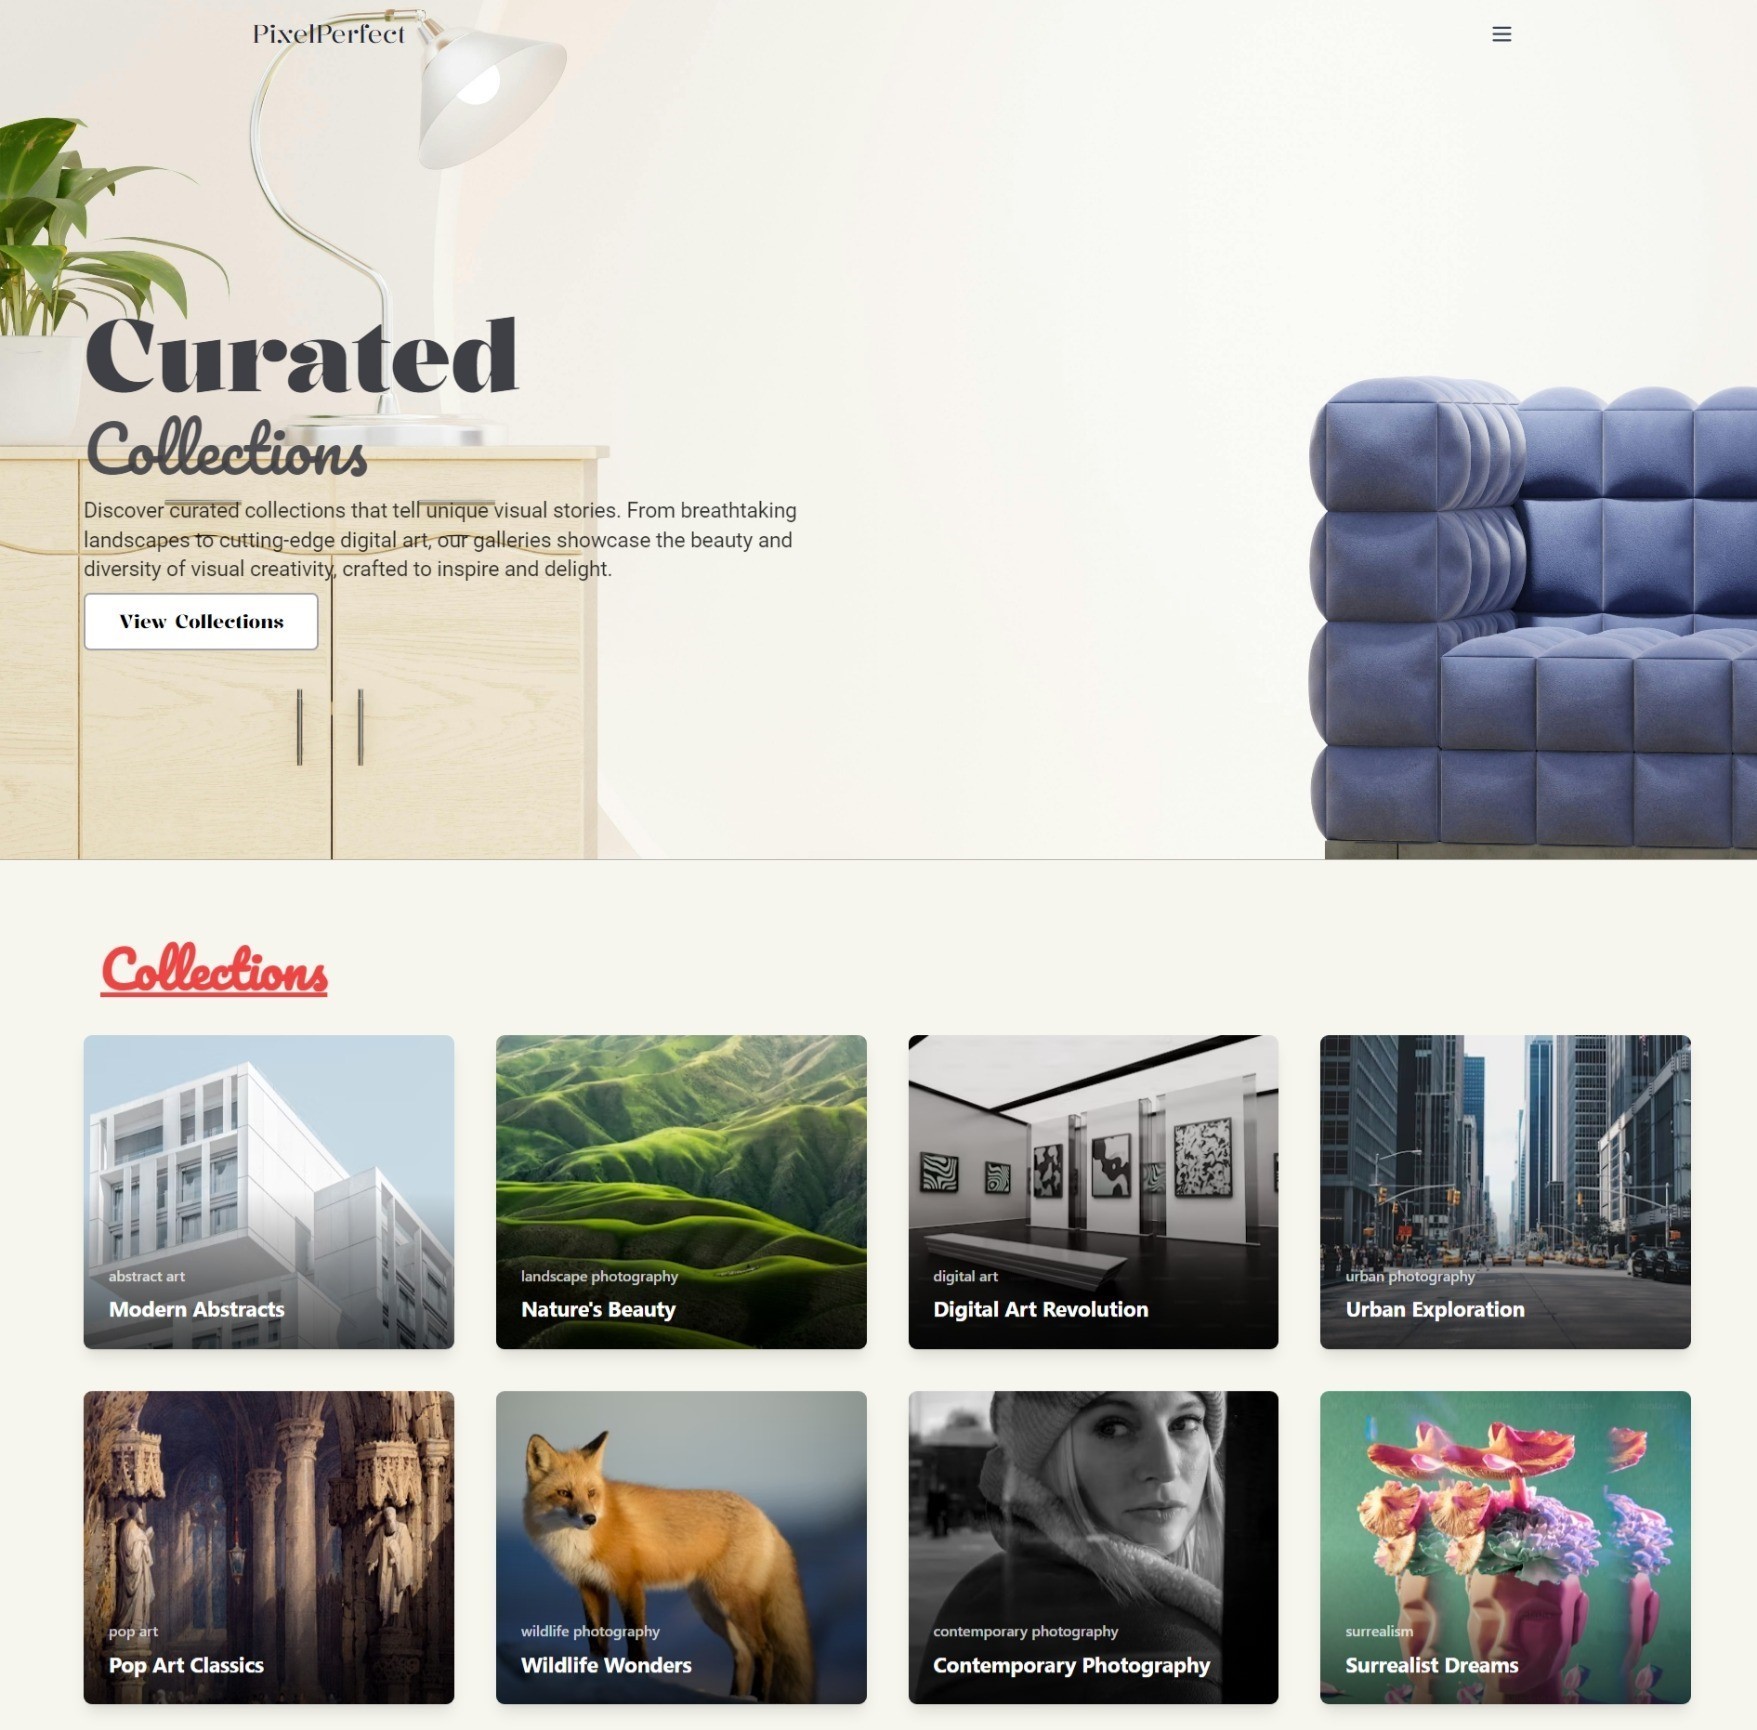 PixelPerfect
Curated
Collections
Discover curated collections that tell unique visual stories. From breathtaking
landscapes to cutting-edge digital art, our galleries showcase the beauty and
diversity of visual creativity, crafted to inspire and delight.
View Collections
Collections
abstract art
Modern Abstracts
landscape photography
Nature's Beauty
digital art
Digital Art Revolution
urban photography
Urban Exploration
pop art
Pop Art Classics
wildlife photography
Wildlife Wonders
contemporary photography
Contemporary Photography
surrealism
Surrealist Dreams